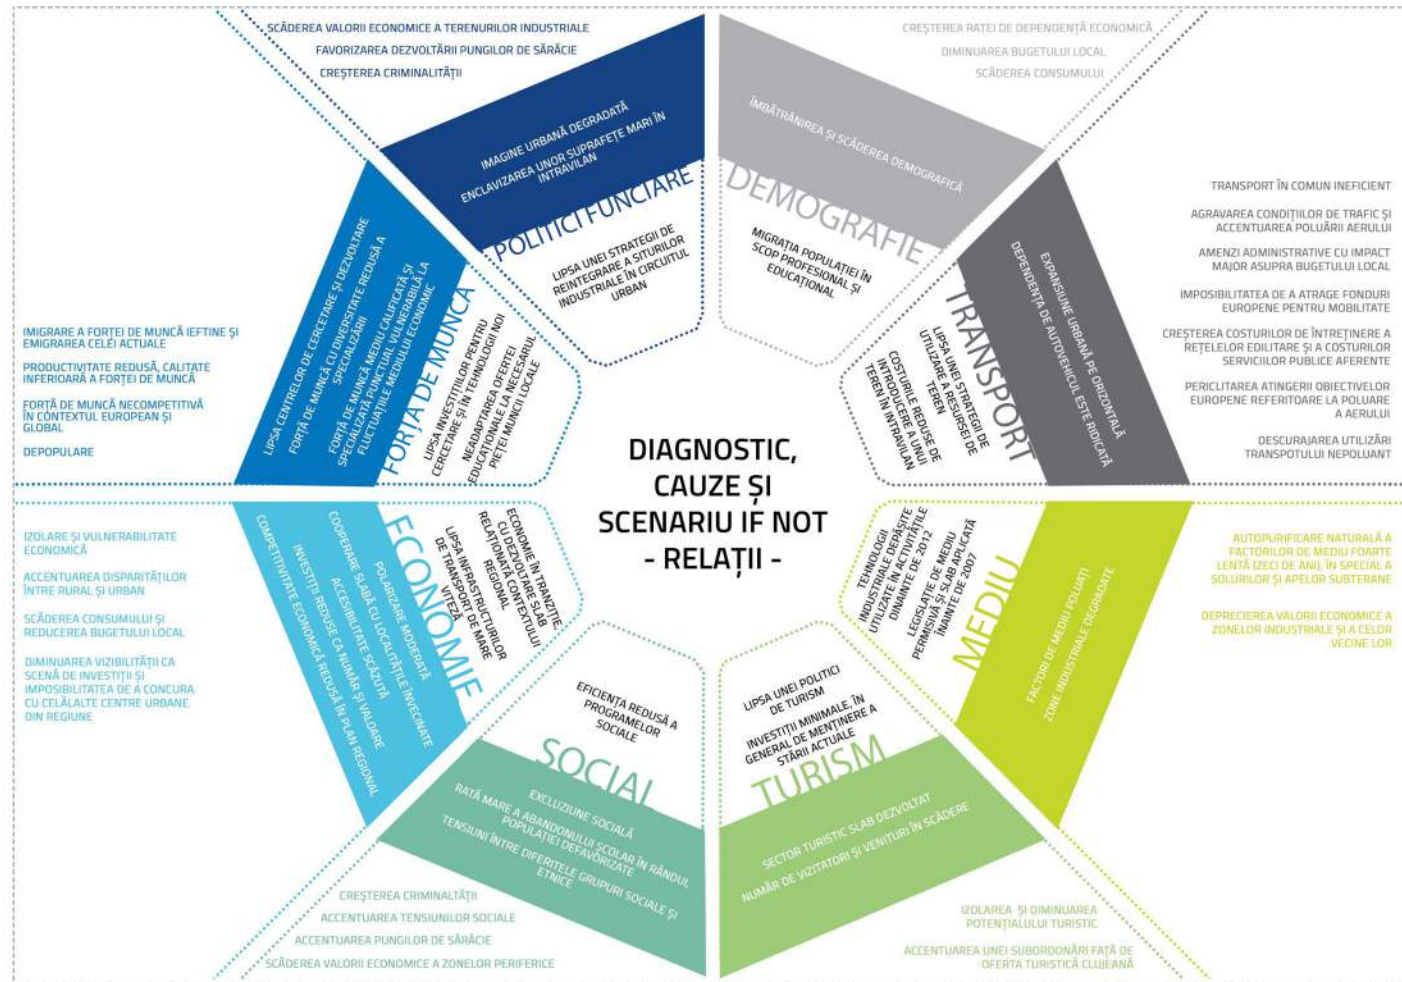 SCĂDEREA VALORII ECONOMICE A TERENURILOR INDUSTRIALE
FAVORIZAREA DEZVOLTĂRII PUNGILOR DE SĂRĂCIE
CREȘTEREA CRIMINALITĂȚII
IMAGINE URBANĂ DEGRADATĂ
ENCLAVIZAREA UNOR SUPRAFEȚE MARI ÎN
INTRAVILAN
POLITICI FUNCIARE
LIPSA UNEI STRATEGII DE
REINTEGRARE A SITURILOR
INDUSTRIALE ÎN CIRCUITUL
URBAN
CREȘTEREA RATEI DE DEPENDENȚĂ ECONOMICĂ
DIMINUAREA BUGETULUI LOCAL
SCĂDEREA CONSUMULUI
ÎMBĂTRÂNIREA ȘI SCĂDEREA DEMOGRAFICĂ
DEMOGRAFIE
MIGRAȚIA POPULAȚIEI ÎN
SCOP PROFESIONAL ȘI
EDUCAȚIONAL
TRANSPORT ÎN COMUN INEFICIENT
AGRAVAREA CONDIȚIILOR DE TRAFIC ȘI
ACCENTUAREA POLUĂRII AERULUI
AMENZI ADMINISTRATIVE CU IMPACT
MAJOR ASUPRA BUGETULUI LOCAL
IMPOSIBILITATEA DE A ATRAGE FONDURI
EUROPENE PENTRU MOBILITATE
CREȘTEREA COSTURILOR DE ÎNTREȚINERE A
REȚELELOR EDILITARE ȘI A COSTURILOR
SERVICIILOR PUBLICE AFERENTE
PERICLITAREA ATINGERII OBIECTIVELOR
EUROPENE REFERITOARE LA POLUARE
A AERULUI
DESCURAJAREA UTILIZĂRI
TRANSPOTULUI NEPOLUANT
EXPANSIUNE URBANĂ PE ORIZONTALĂ
DEPENDENȚA DE AUTOVEHICUL ESTE RIDICATĂ
TRANSPORT
LIPSA UNEI STRATEGII DE
UTILIZARE A RESURSEI DE
TEREN
COSTURILE REDUSE DE
INTRODUCERE A UNUI
TEREN ÎN INTRAVILAN
IMIGRARE A FORȚEI DE MUNCĂ IEFTINE ȘI
EMIGRAREA CELEI ACTUALE
PRODUCTIVITATE REDUSĂ, CALITATE
INFERIOARĂ A FORȚEI DE MUNCĂ
FORȚĂ DE MUNCĂ NECOMPETITIVĂ
ÎN CONTEXTUL EUROPEAN ȘI
GLOBAL
DEPOPULARE
LIPSA CENTRELOR DE CERCETARE ȘI DEZVOLTARE
FORȚĂ DE MUNCĂ CU DIVERSITATE REDUSĂ A
SPECIALIZĂRII
FORȚĂ DE MUNCĂ MEDIU CALIFICATĂ ȘI
SPECIALIZATĂ PUNCTUAL VULNERABILĂ LA
FLUCTUAȚIILE MEDIULUI ECONOMIC
FORȚA DE MUNCĂ
LIPSA INVESTIȚIILOR PENTRU
CERCETARE ȘI ÎN TEHNOLOGII NOI
NEADAPTAREA OFERTEI
EDUCAȚIONALE LA NECESARUL
PIEȚEI MUNCII LOCALE
DIAGNOSTIC,
CAUZE ȘI
SCENARIU IF NOT
- RELAȚII -
IZOLARE ȘI VULNERABILITATE
ECONOMICĂ
ACCENTUAREA DISPARITĂȚILOR
ÎNTRE RURAL ȘI URBAN
SCĂDEREA CONSUMULUI ȘI
REDUCEREA BUGETULUI LOCAL
DIMINUAREA VIZIBILITĂȚII CA
SCENĂ DE INVESTIȚII ȘI
IMPOSIBILITATEA DE A CONCURA
CU CELĂLALTE CENTRE URBANE
DIN REGIUNE
ECONOMIE ÎN TRANZIȚIE,
CU DEZVOLTARE SLAB
RELAȚIONATĂ CONTEXTULUI
REGIONAL
LIPSA INFRASTRUCTURILOR
DE TRANSPORT DE MARE
VITEZĂ
ECONOMIE
POLARIZARE MODERATĂ
COOPERARE SLABĂ CU LOCALITĂȚILE ÎNVECINATE
ACCESIBILITATE SCĂZUTĂ
INVESTIȚII REDUSE CA NUMĂR ȘI VALOARE
COMPETITIVITATE ECONOMICĂ REDUSĂ ÎN PLAN REGIONAL
TEHNOLOGII
INDUSTRIALE DEPĂȘITE
UTILIZATE ÎN ACTIVITĂȚILE
DINAINTE DE 2012
LEGISLAȚIE DE MEDIU
PERMISIVĂ ȘI SLAB APLICATĂ
ÎNAINTE DE 2007
MEDIU
FACTORI DE MEDIU POLUAȚI
ZONE INDUSTRIALE DEGRADATE
AUTOPURIFICARE NATURALĂ A
FACTORILOR DE MEDIU FOARTE
LENTĂ (ZECI DE ANI), ÎN SPECIAL A
SOLURILOR ȘI APELOR SUBTERANE
DEPRECIEREA VALORII ECONOMICE A
ZONELOR INDUSTRIALE ȘI A CELOR
VECINE LOR
EFICIENȚA REDUSĂ A
PROGRAMELOR
SOCIALE
SOCIAL
EXCLUZIUNE SOCIALĂ
RATĂ MARE A ABANDONULUI ȘCOLAR ÎN RÂNDUL
POPULAȚIEI DEFAVORIZATE
TENSIUNI ÎNTRE DIFERITELE GRUPURI SOCIALE ȘI
ETNICE
CREȘTEREA CRIMINALTĂȚII
ACCENTUAREA TENSIUNILOR SOCIALE
ACCENTUAREA PUNGILOR DE SĂRĂCIE
SCĂDEREA VALORII ECONOMICE A ZONELOR PERIFERICE
LIPSA UNEI POLITICI
DE TURISM
INVESTIȚII MINIMALE, ÎN
GENERAL DE MENȚINERE A
STĂRII ACTUALE
TURISM
SECTOR TURISTIC SLAB DEZVOLTAT
NUMĂR DE VIZITATORI ȘI VENITURI ÎN SCĂDERE
IZOLAREA ȘI DIMINUAREA
POTENȚIALULUI TURISTIC
ACCENTUAREA UNEI SUBORDONĂRI FAȚĂ DE
OFERTA TURISTICĂ CLUJEANĂ